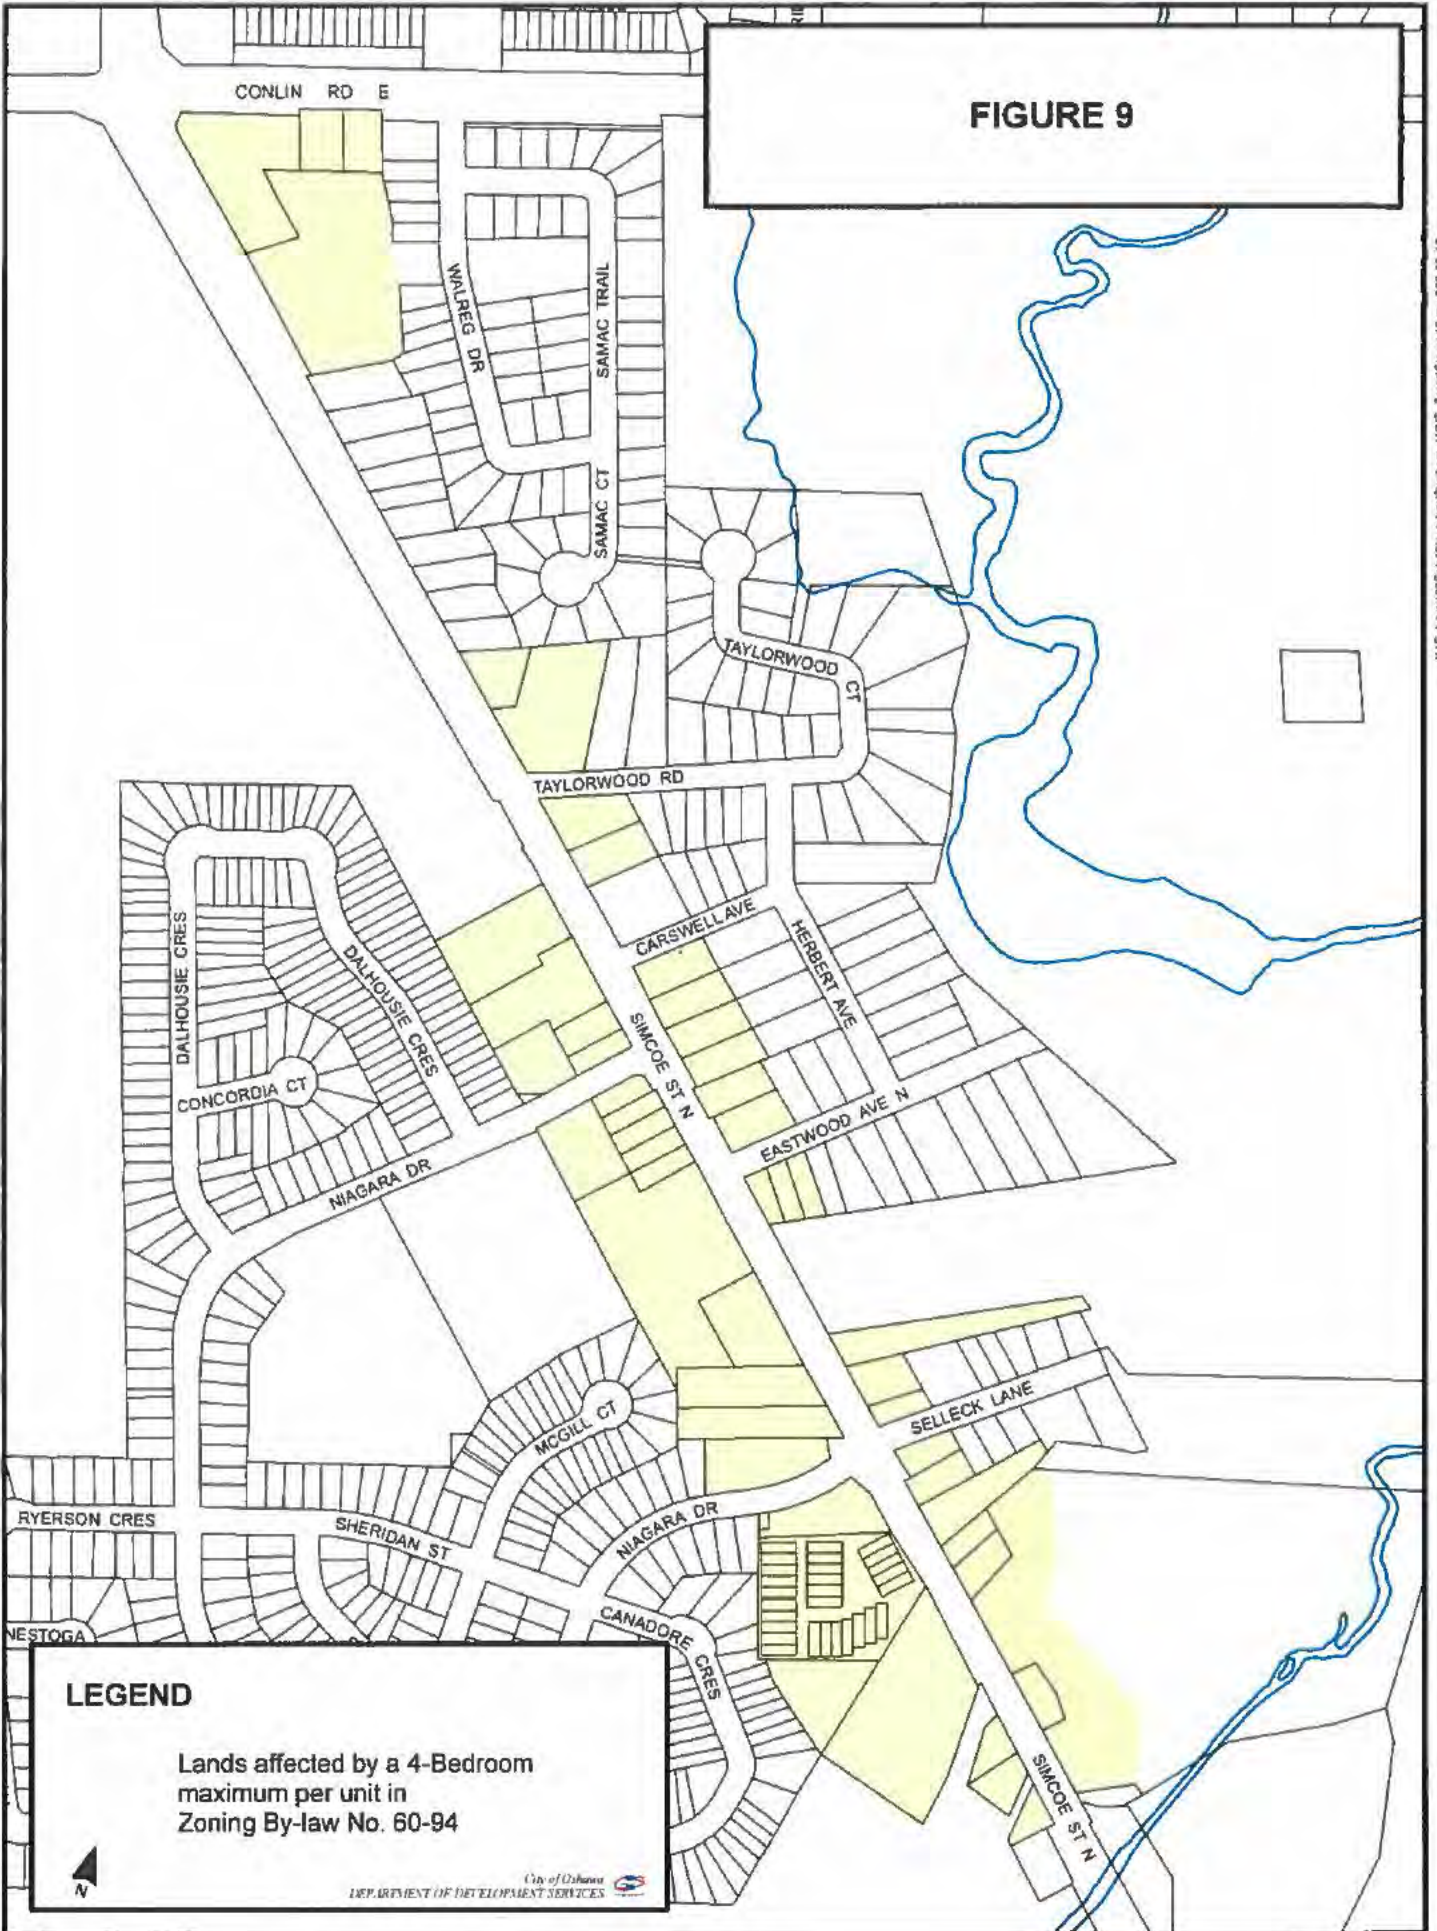 FIGURE 9
CONLIN RD E
WALREG DR
SAMAC TRAIL
SAMAC CT
TAYLORWOOD CT
TAYLORWOOD RD
CARSWELL AVE
HERBERT AVE
DALHOUSIE CRES
DALHOUSIE CRES
SIMCOE ST N
CONCORDIA CT
EASTWOOD AVE N
NIAGARA DR
SELLECK LANE
MCGILL CT
NIAGARA DR
RYERSON CRES
SHERIDAN ST
CANADORE CRES
NESTOGA
SIMCOE ST N
LEGEND
Lands affected by a 4-Bedroom
maximum per unit in
Zoning By-law No. 60-94
N
City of Oshawa
DEPARTMENT OF DEVELOPMENT SERVICES